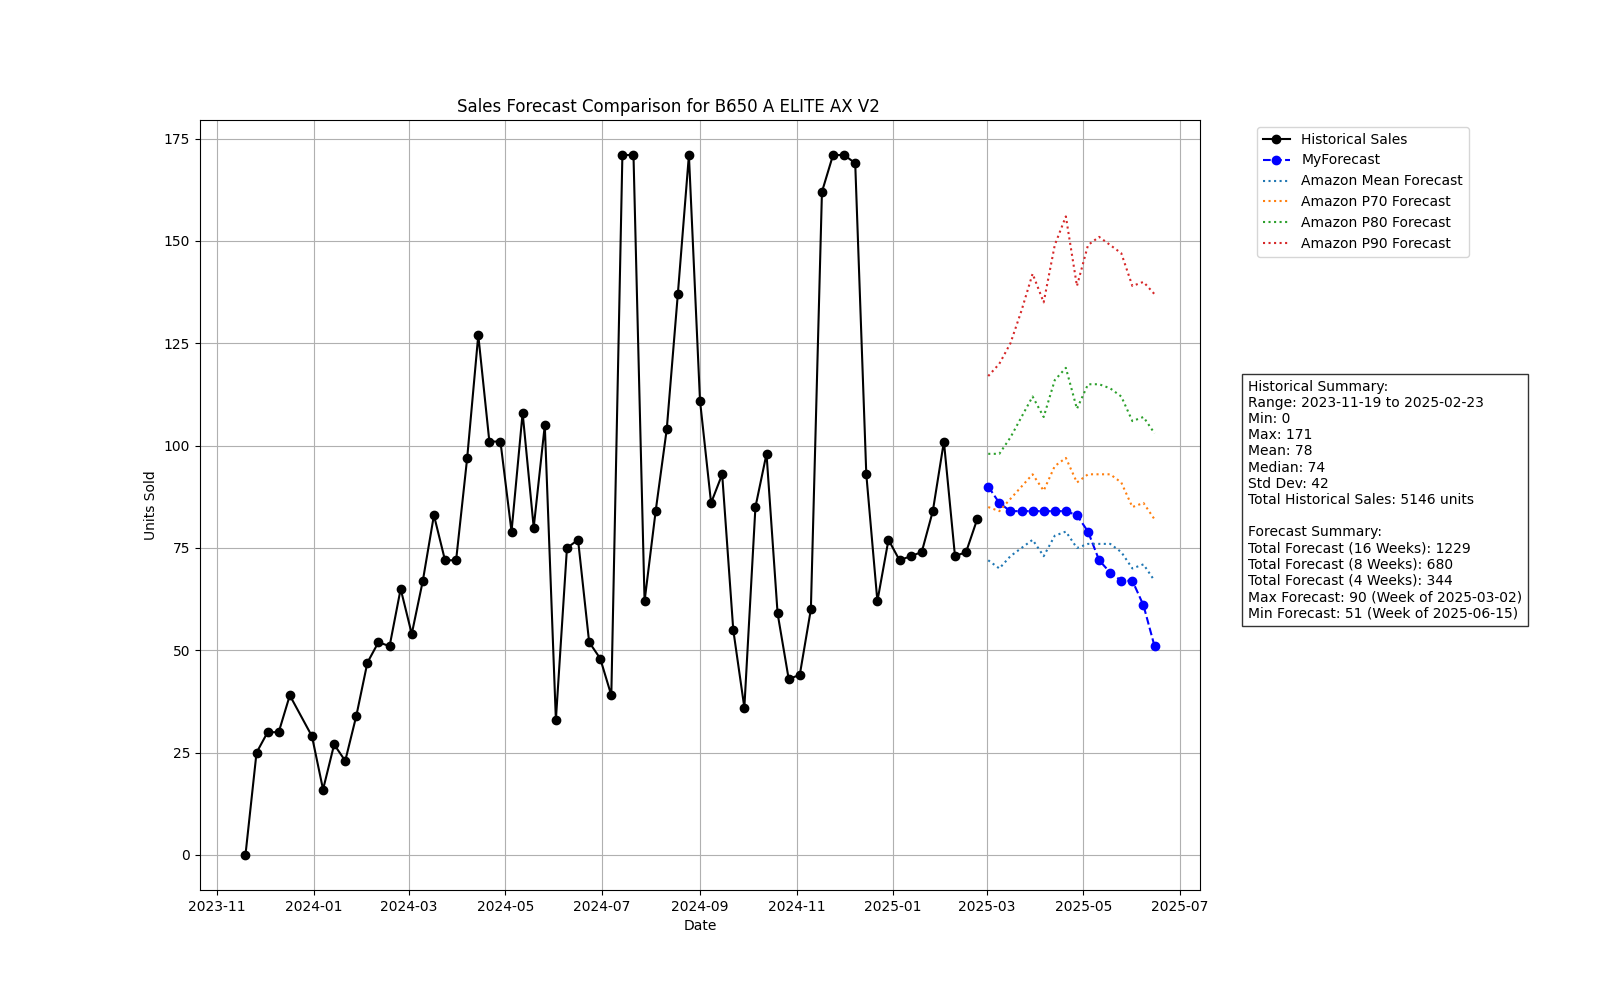 Sales Forecast Comparison for B650 A ELITE AX V2
175
150
125
100
75
50
25
0
Units Sold
2023-11
2024-01
2024-03
2024-05
2024-07
2024-09
2024-11
2025-01
2025-03
2025-05
2025-07
Date
Historical Sales
MyForecast
Amazon Mean Forecast
Amazon P70 Forecast
Amazon P80 Forecast
Amazon P90 Forecast
Historical Summary:
Range: 2023-11-19 to 2025-02-23
Min: 0
Max: 171
Mean: 78
Median: 74
Std Dev: 42
Total Historical Sales: 5146 units
Forecast Summary:
Total Forecast (16 Weeks): 1229
Total Forecast (8 Weeks): 680
Total Forecast (4 Weeks): 344
Max Forecast: 90 (Week of 2025-03-02)
Min Forecast: 51 (Week of 2025-06-15)